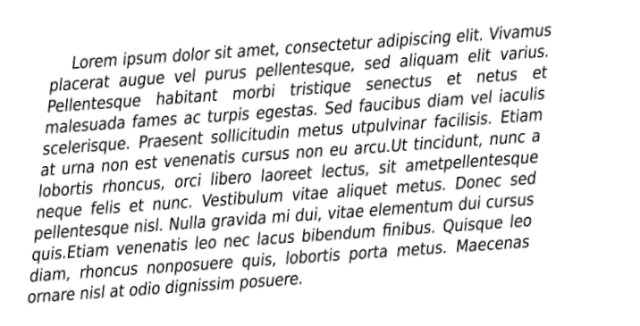 Lorem ipsum dolor sit amet, consectetur adipiscing elit. Vivamus
placerat augue vel purus pellentesque, sed aliquam elit varius.
Pellentesque habitant morbi tristique senectus et netus et
malesuada fames ac turpis egestas. Sed faucibus diam vel iaculis
scelerisque. Praesent sollicitudin metus utpulvinar facilisis. Etiam
at urna non est venenatis cursus non eu arcu.Ut tincidunt, nunc a
lobortis rhoncus, orci libero laoreet lectus, sit ametpellentesque
neque felis et nunc. Vestibulum vitae aliquet metus. Donec sed
pellentesque nisl. Nulla gravida mi dui, vitae elementum dui cursus
quis.Etiam venenatis leo nec lacus bibendum finibus. Quisque leo
diam, rhoncus nonposuere quis, lobortis porta metus. Maecenas
ornare nisl at odio dignissim posuere.